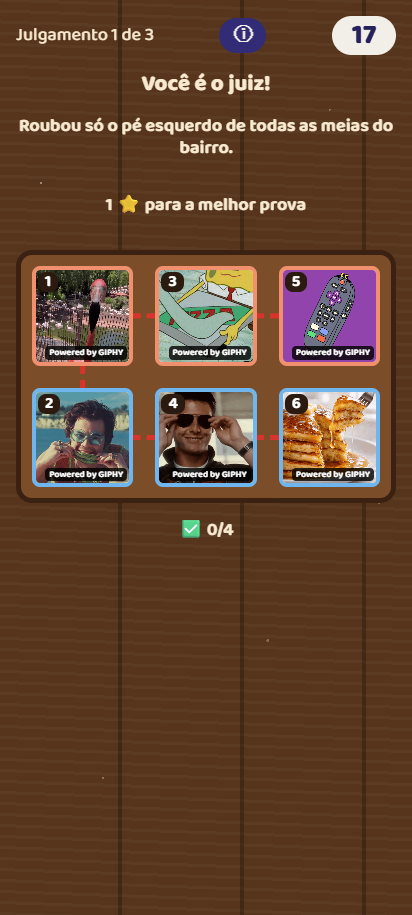 Julgamento 1 de 3
17
Você é o juiz!
Roubou só o pé esquerdo de todas as meias do
bairro.
1 ⭐ para a melhor prova
1
Powered by GIPHY
3
Powered by GIPHY
5
Powered by GIPHY
2
Powered by GIPHY
4
Powered by GIPHY
6
Powered by GIPHY
✅ 0/4